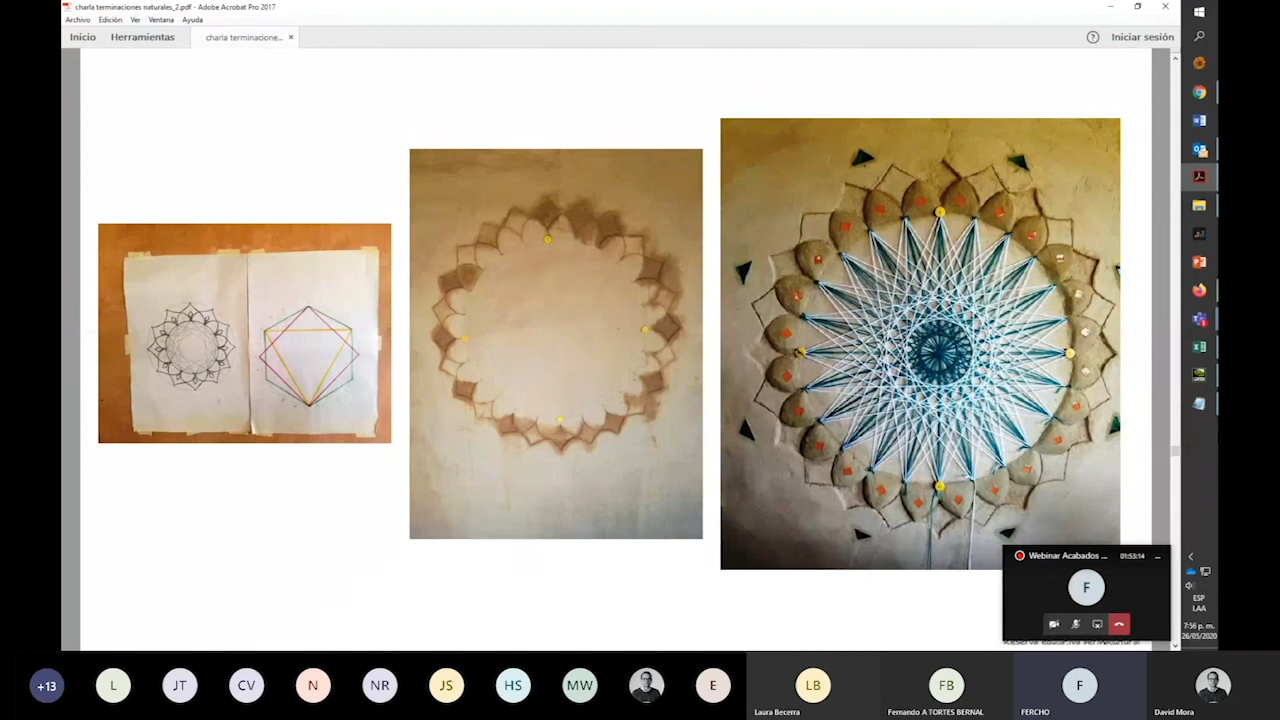 charla terminaciones naturales_2.pdf - Adobe Acrobat Pro 2017
Archivo Edición Ver Ventana Ayuda
Inicio Herramientas charla terminacione... × Iniciar sesión
Webinar Acabados ... 01:53:14
F
ESP
LAA
7:56 p. m.
26/05/2020
+13 L JT CV N NR JS HS MW E LB FB F
Laura Becerra Fernando A TORTES BERNAL FERCHO David Mora